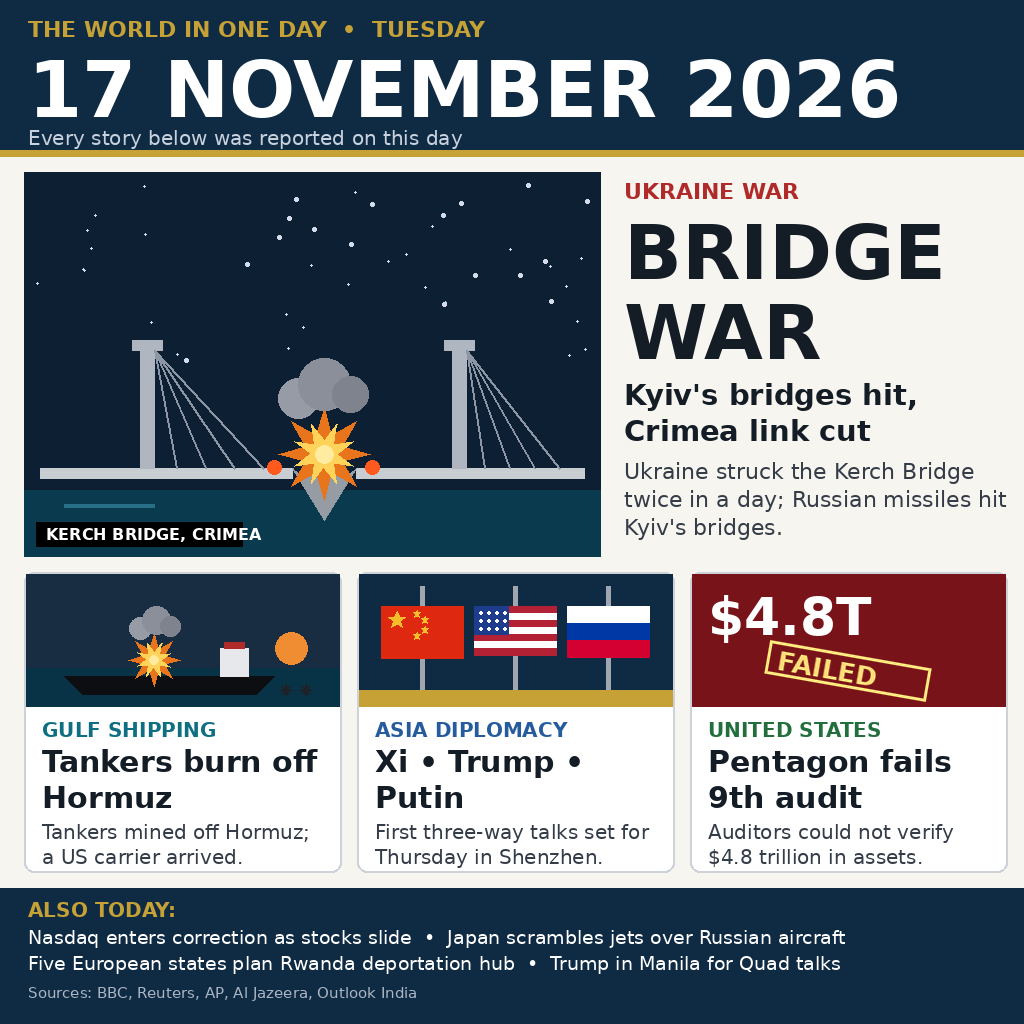 THE WORLD IN ONE DAY • TUESDAY
17 NOVEMBER 2026
Every story below was reported on this day
UKRAINE WAR
BRIDGE
WAR
Kyiv's bridges hit,
Crimea link cut
Ukraine struck the Kerch Bridge
twice in a day; Russian missiles hit
Kyiv's bridges.
KERCH BRIDGE, CRIMEA
GULF SHIPPING
Tankers burn off
Hormuz
Tankers mined off Hormuz;
a US carrier arrived.
ASIA DIPLOMACY
Xi • Trump •
Putin
First three-way talks set for
Thursday in Shenzhen.
$4.8T
FAILED
UNITED STATES
Pentagon fails
9th audit
Auditors could not verify
$4.8 trillion in assets.
ALSO TODAY:
Nasdaq enters correction as stocks slide • Japan scrambles jets over Russian aircraft
Five European states plan Rwanda deportation hub • Trump in Manila for Quad talks
Sources: BBC, Reuters, AP, Al Jazeera, Outlook India